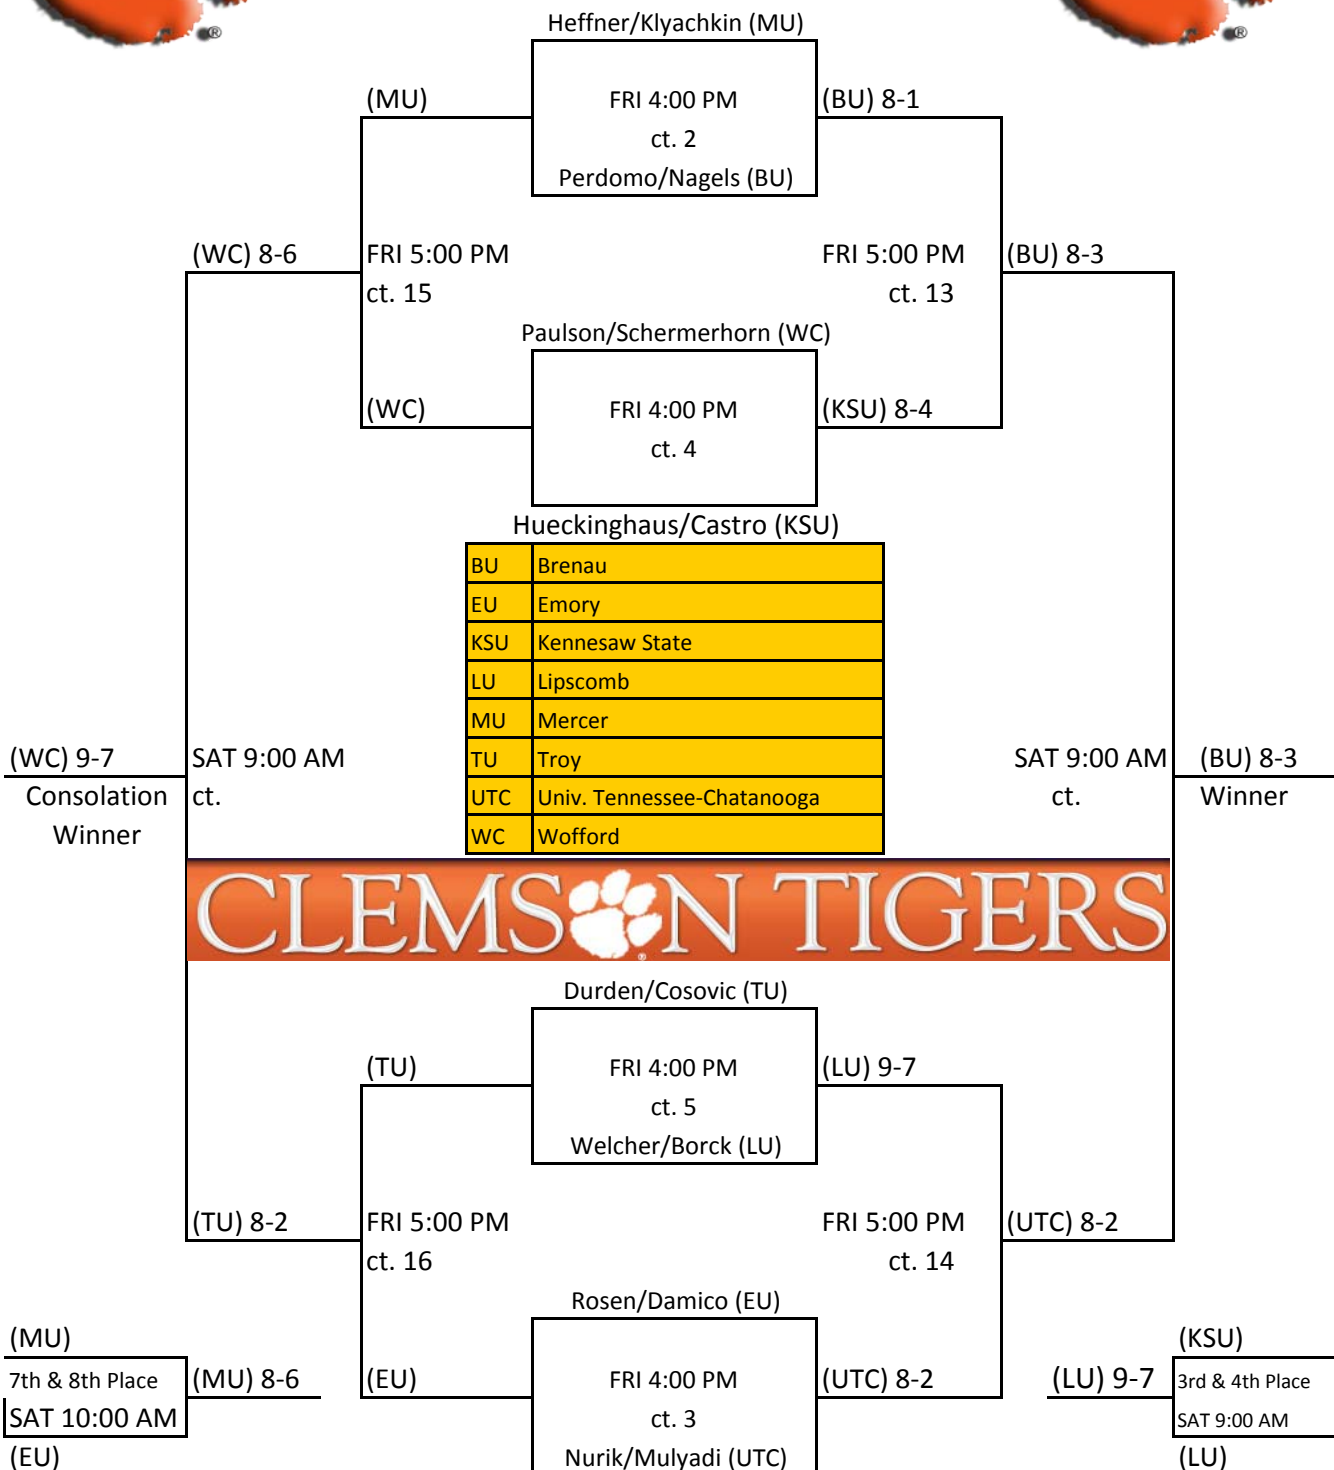 Heffner/Klyachkin (MU)
(MU) FRI 4:00 PM (BU) 8-1
ct. 2
Perdomo/Nagels (BU)
(WC) 8-6 FRI 5:00 PM FRI 5:00 PM (BU) 8-3
ct. 15 ct. 13
Paulson/Schermerhorn (WC)
(WC) FRI 4:00 PM (KSU) 8-4
ct. 4
Hueckinghaus/Castro (KSU)
BU Brenau
EU Emory
KSU Kennesaw State
LU Lipscomb
MU Mercer
(WC) 9-7 SAT 9:00 AM TU Troy SAT 9:00 AM (BU) 8-3
Consolation ct. UTC Univ. Tennessee-Chatanooga ct. Winner
Winner WC Wofford
CLEMSON TIGERS
®
Durden/Cosovic (TU)
(TU) FRI 4:00 PM (LU) 9-7
ct. 5
Welcher/Borck (LU)
(TU) 8-2 FRI 5:00 PM FRI 5:00 PM (UTC) 8-2
ct. 16 ct. 14
Rosen/Damico (EU)
(MU) (KSU)
7th & 8th Place (MU) 8-6 (EU) FRI 4:00 PM (UTC) 8-2 (LU) 9-7 3rd & 4th Place
SAT 10:00 AM ct. 3 SAT 9:00 AM
(EU) Nurik/Mulyadi (UTC) (LU)